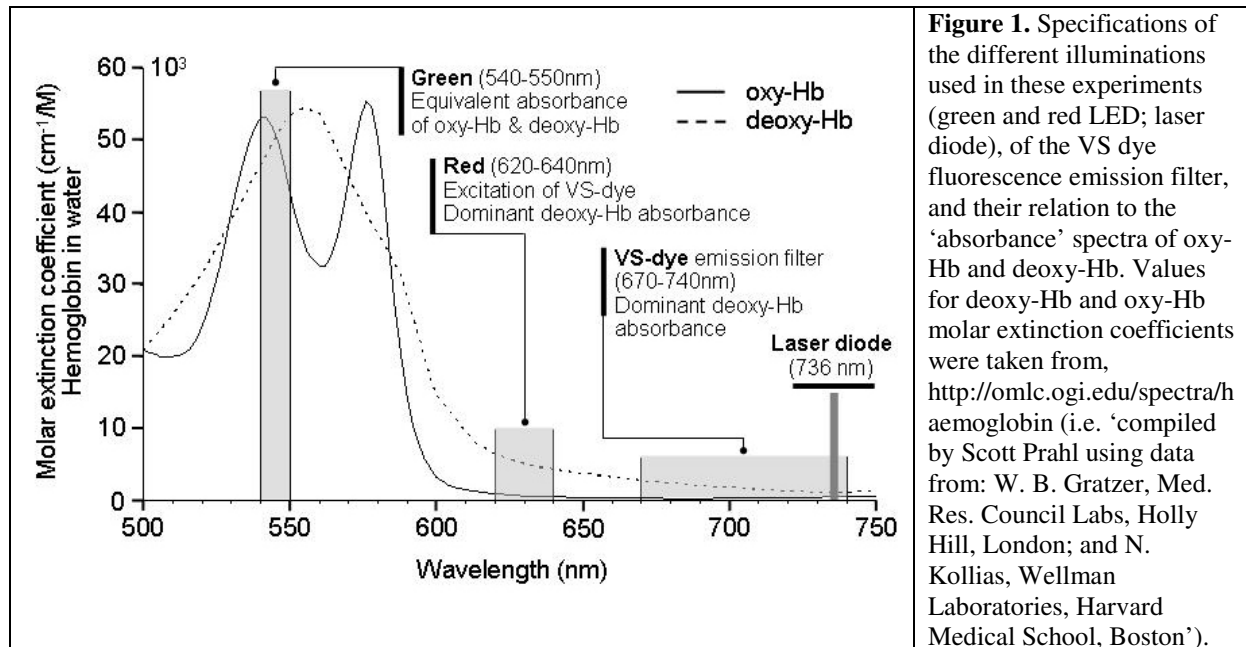 60 10³
Green (540-550nm)
Equivalent absorbance
of oxy-Hb & deoxy-Hb
oxy-Hb
deoxy-Hb
Red (620-640nm)
Excitation of VS-dye
Dominant deoxy-Hb absorbance
VS-dye emission filter
(670-740nm)
Dominant deoxy-Hb
absorbance
Laser diode
(736 nm)
50
40
30
20
10
0
Molar extinction coefficient (cm⁻¹/M)
Hemoglobin in water
500 550 600 650 700 750
Wavelength (nm)
Figure 1. Specifications of
the different illuminations
used in these experiments
(green and red LED; laser
diode), of the VS dye
fluorescence emission filter,
and their relation to the
‘absorbance’ spectra of oxy-
Hb and deoxy-Hb. Values
for deoxy-Hb and oxy-Hb
molar extinction coefficients
were taken from,
http://omlc.ogi.edu/spectra/h
aemoglobin (i.e. ‘compiled
by Scott Prahl using data
from: W. B. Gratzer, Med.
Res. Council Labs, Holly
Hill, London; and N.
Kollias, Wellman
Laboratories, Harvard
Medical School, Boston’).